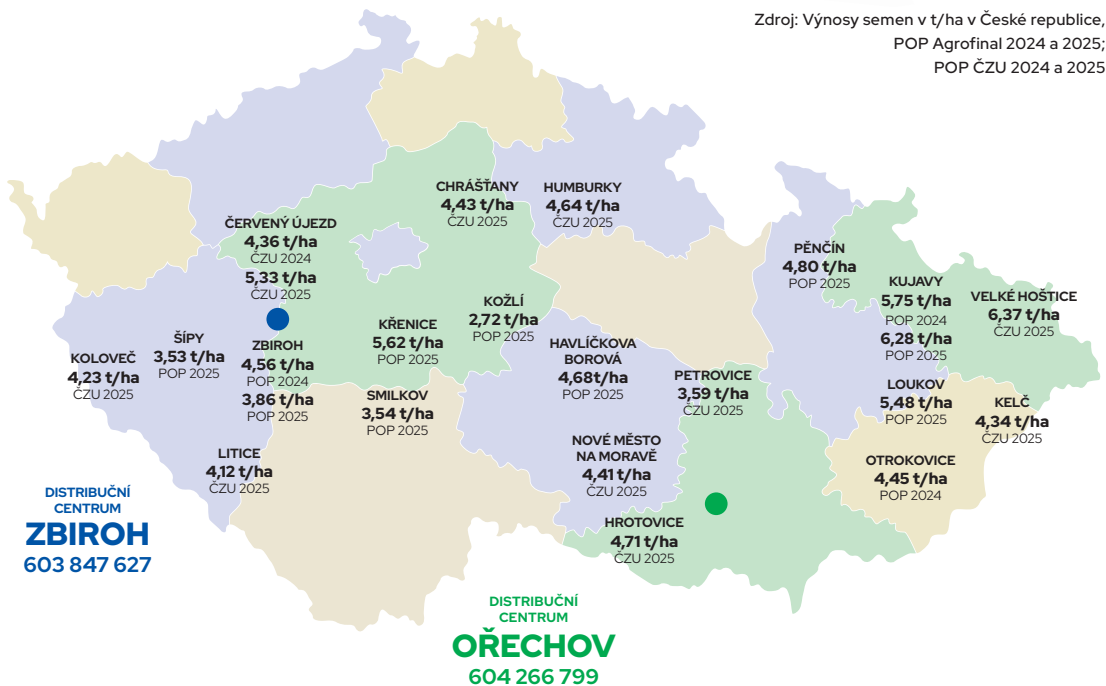 Zdroj: Výnosy semen v t/ha v České republice,
POP Agrofinal 2024 a 2025;
POP ČZU 2024 a 2025
CHRÁŠŤANY
4,43 t/ha
ČZU 2025
HUMBURKY
4,64 t/ha
ČZU 2025
ČERVENÝ ÚJEZD
4,36 t/ha
ČZU 2024
5,33 t/ha
ČZU 2025
PĚNČÍN
4,80 t/ha
POP 2025
KUJAVY
5,75 t/ha
POP 2024
6,28 t/ha
POP 2025
VELKÉ HOŠTICE
6,37 t/ha
ČZU 2025
KOŽLÍ
2,72 t/ha
POP 2025
KŘENICE
5,62 t/ha
POP 2025
ŠÍPY
3,53 t/ha
POP 2025
KOLOVEČ
4,23 t/ha
ČZU 2025
ZBIROH
4,56 t/ha
POP 2024
3,86 t/ha
POP 2025
HAVLÍČKOVA
BOROVÁ
4,68t/ha
POP 2025
PETROVICE
3,59 t/ha
ČZU 2025
SMILKOV
3,54 t/ha
POP 2025
LOUKOV
5,48 t/ha
POP 2025
KELČ
4,34 t/ha
ČZU 2025
NOVÉ MĚSTO
NA MORAVĚ
4,41 t/ha
ČZU 2025
LITICE
4,12 t/ha
ČZU 2025
OTROKOVICE
4,45 t/ha
POP 2024
HROTOVICE
4,71 t/ha
ČZU 2025
DISTRIBUČNÍ
CENTRUM
ZBIROH
603 847 627
DISTRIBUČNÍ
CENTRUM
OŘECHOV
604 266 799